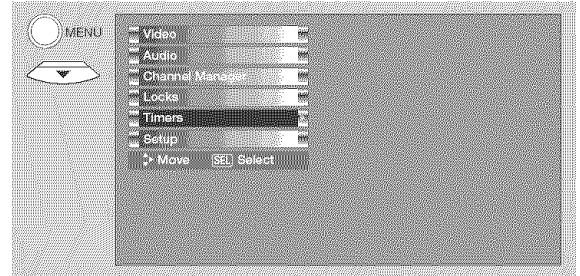 MENU
Video
Audio
Channel Manager
Locks
Timers
Setup
Move SEL Select